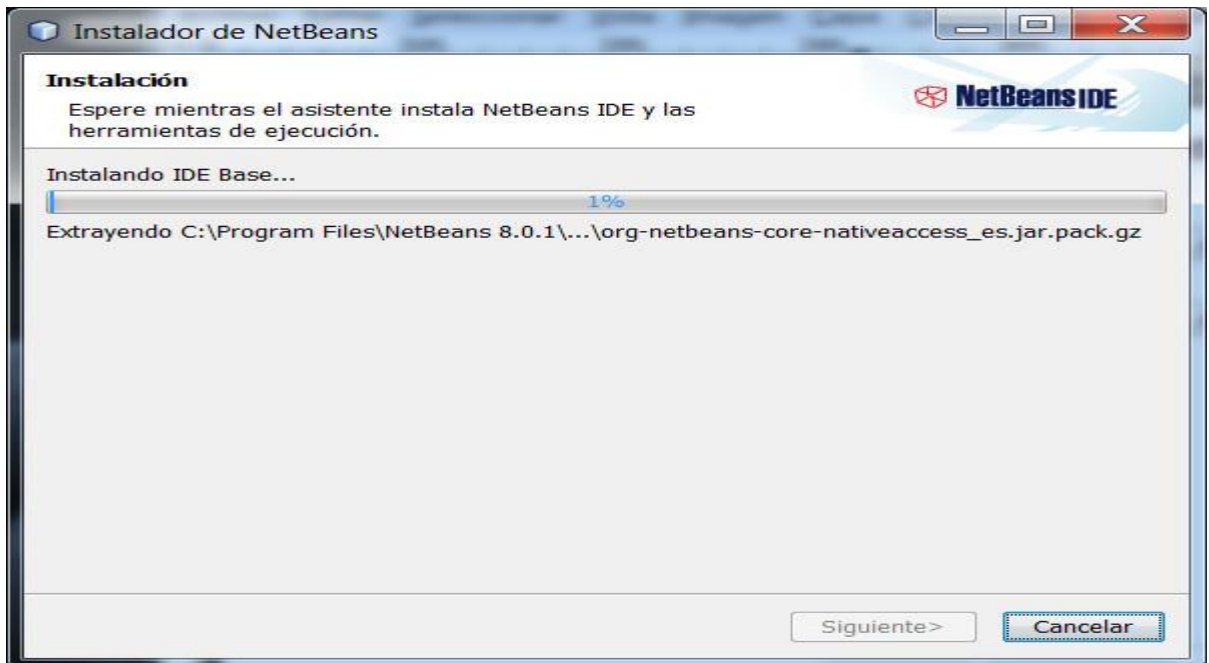 Instalador de NetBeans
Instalación
Espere mientras el asistente instala NetBeans IDE y las
herramientas de ejecución.
NetBeans IDE
Instalando IDE Base...
1%
Extrayendo C:\Program Files\NetBeans 8.0.1\...\org-netbeans-core-nativeaccess_es.jar.pack.gz
Siguiente>
Cancelar